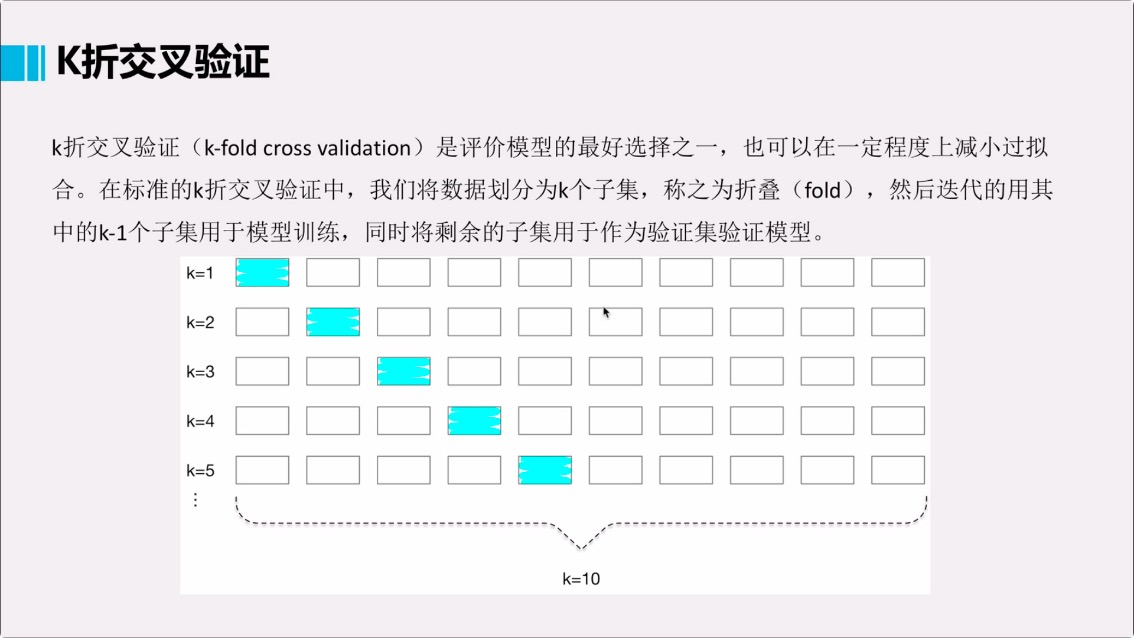 K折交叉验证
k折交叉验证（k-fold cross validation）是评价模型的最好选择之一，也可以在一定程度上减小过拟
合。在标准的k折交叉验证中，我们将数据划分为k个子集，称之为折叠（fold），然后迭代的用其
中的k-1个子集用于模型训练，同时将剩余的子集用于作为验证集验证模型。
k=1
k=2
k=3
k=4
k=5
⋮
k=10